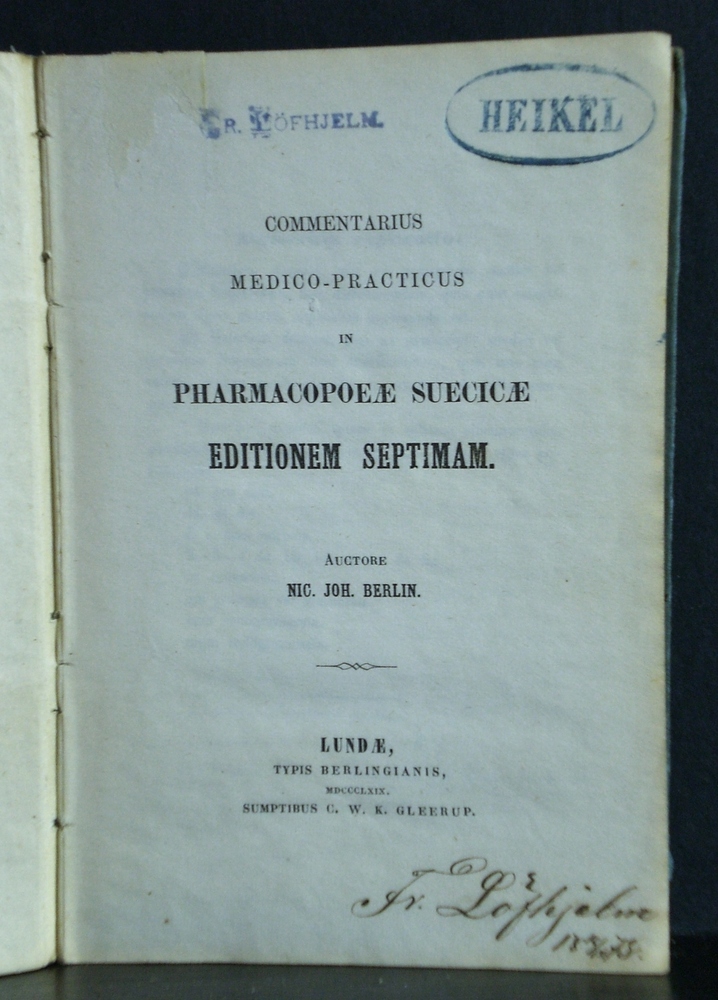 FR. LÖFHJELM.
HEIKEL
COMMENTARIUS
MEDICO-PRACTICUS
IN
PHARMACOPOEÆ SUECICÆ
EDITIONEM SEPTIMAM.
AUCTORE
NIC. JOH. BERLIN.
LUNDÆ,
TYPIS BERLINGIANIS,
MDCCCLXIX.
SUMPTIBUS C. W. K. GLEERUP.
Fr. Löfhjelm